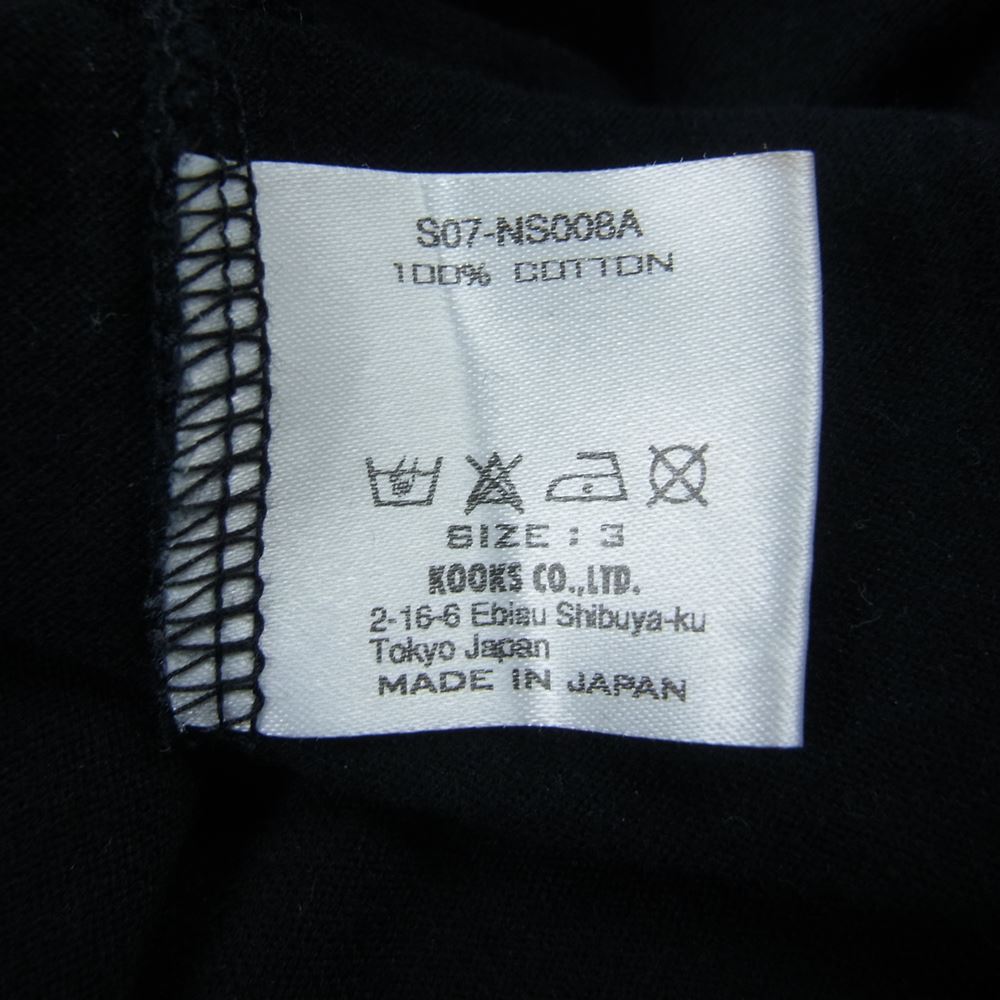 S07-NS008A
100% COTTON
SIZE : 3
KOOKS CO.,LTD.
2-16-6 Ebisu Shibuya-ku
Tokyo Japan
MADE IN JAPAN